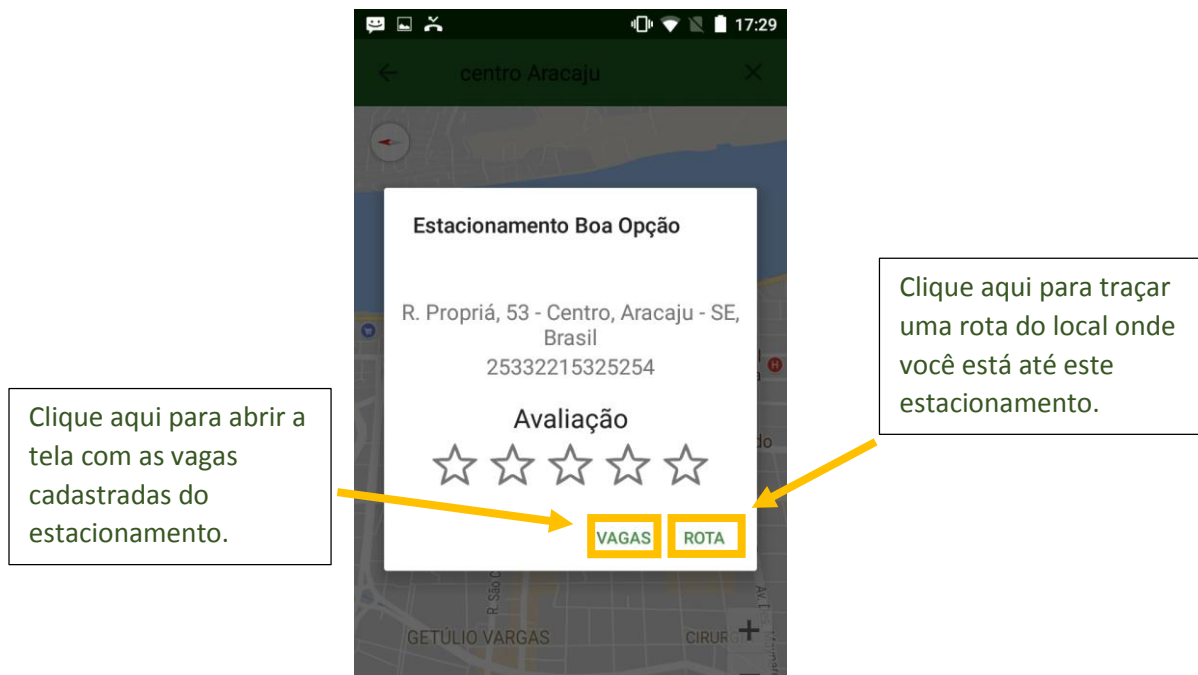 17:29
centro Aracaju
Estacionamento Boa Opção
R. Propriá, 53 - Centro, Aracaju - SE,
Brasil
25332215325254
Avaliação
VAGAS
ROTA
Clique aqui para abrir a
tela com as vagas
cadastradas do
estacionamento.
Clique aqui para traçar
uma rota do local onde
você está até este
estacionamento.
H
R. São C
GETÚLIO VARGAS
CIRURG